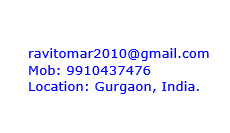 ravitomar2010@gmail.com
Mob: 9910437476
Location: Gurgaon, India.